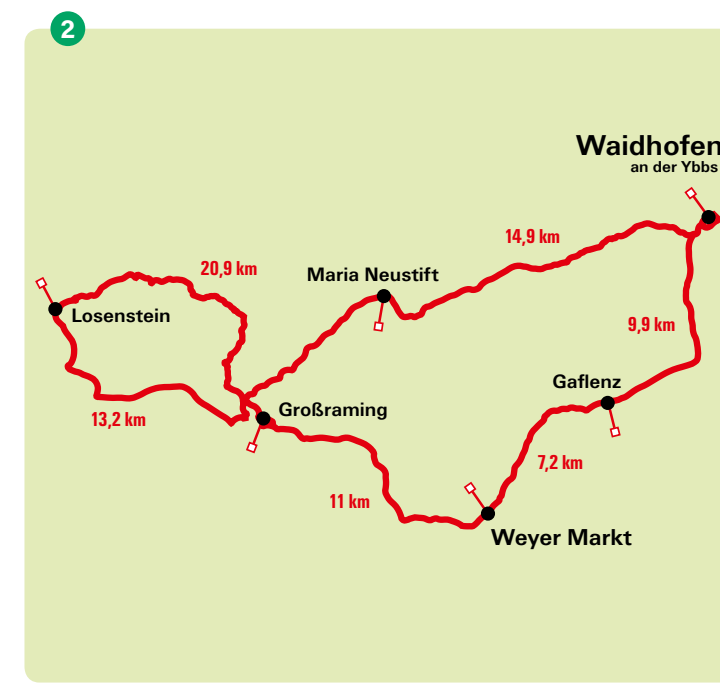 2
Waidhofen
an der Ybbs
14,9 km
20,9 km
Maria Neustift
Losenstein
9,9 km
Gaflenz
Großraming
13,2 km
7,2 km
11 km
Weyer Markt